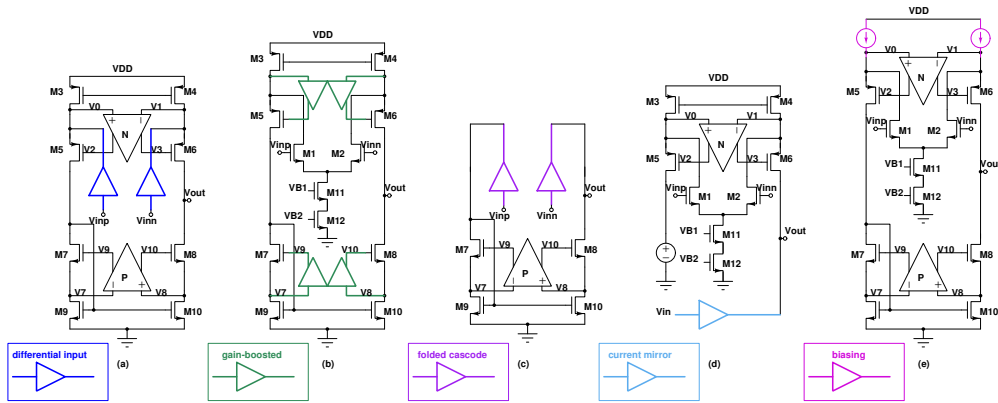 VDD
M3
M4
V0
V1
+
−
N
M5
V2
V3
M6
Vinp
Vinn
Vout
M7
V9
V10
M8
P
−
+
V7
V8
M9
M10
(a)
VDD
M3
M4
M5
M6
Vinp
M1
M2
Vinn
VB1
M11
VB2
M12
Vout
M7
V9
V10
M8
V7
V8
M9
M10
(b)
Vinp
Vinn
M7
V9
V10
M8
P
−
+
V7
V8
M9
M10
(c)
VDD
M3
M4
V0
V1
+
−
N
M5
V2
V3
M6
Vinp
M1
M2
Vinn
VB1
M11
VB2
M12
Vout
+
−
Vin
(d)
VDD
V0
V1
+
−
N
M5
V2
V3
M6
Vinp
M1
Vinn
VB1
M11
VB2
M12
Vou
M7
V9
V10
M8
P
−
+
V7
V8
M9
M10
(e)
differential input
gain-boosted
folded cascode
current mirror
biasing